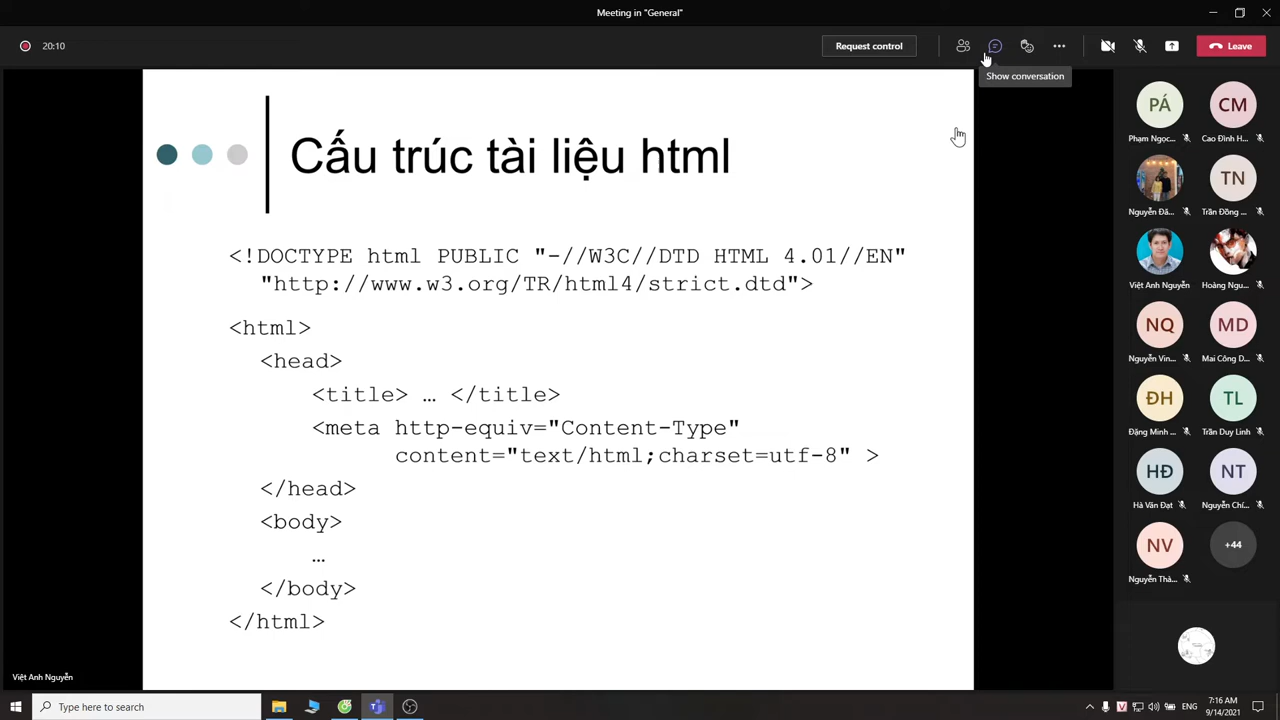 Meeting in "General"
20:10
Request control
Leave
Show conversation
Cấu trúc tài liệu html
<!DOCTYPE html PUBLIC "-//W3C//DTD HTML 4.01//EN"
"http://www.w3.org/TR/html4/strict.dtd">
<html>
<head>
<title> … </title>
<meta http-equiv="Content-Type"
content="text/html;charset=utf-8" >
</head>
<body>
…
</body>
</html>
PÁ
CM
Phạm Ngọc...
Cao Đình H...
TN
Nguyễn Đă...
Trần Đồng ...
Việt Anh Nguyễn
Hoàng Ngu...
NQ
MD
Nguyễn Vin...
Mai Công D...
ĐH
TL
Đặng Minh ...
Trần Duy Linh
HĐ
NT
Hà Văn Đạt
Nguyễn Chí...
NV
+44
Nguyễn Thà...
Việt Anh Nguyễn
Type here to search
V
7:16 AM
9/14/2021